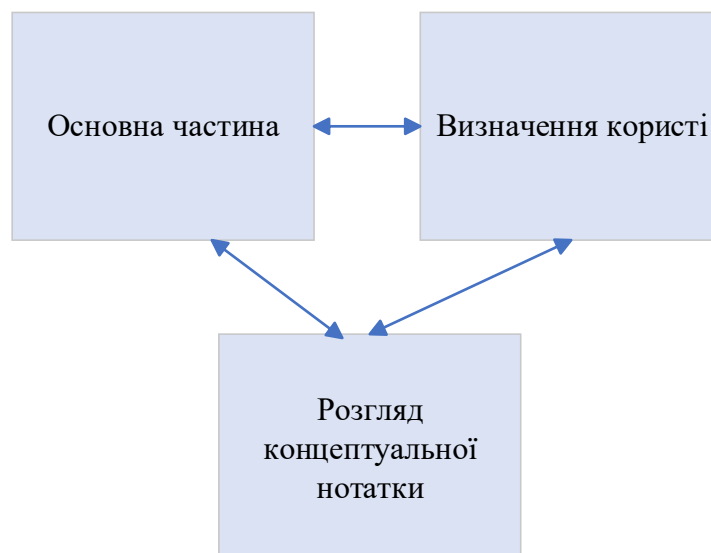 Основна частина
Визначення користі
Розгляд
концептуальної
нотатки